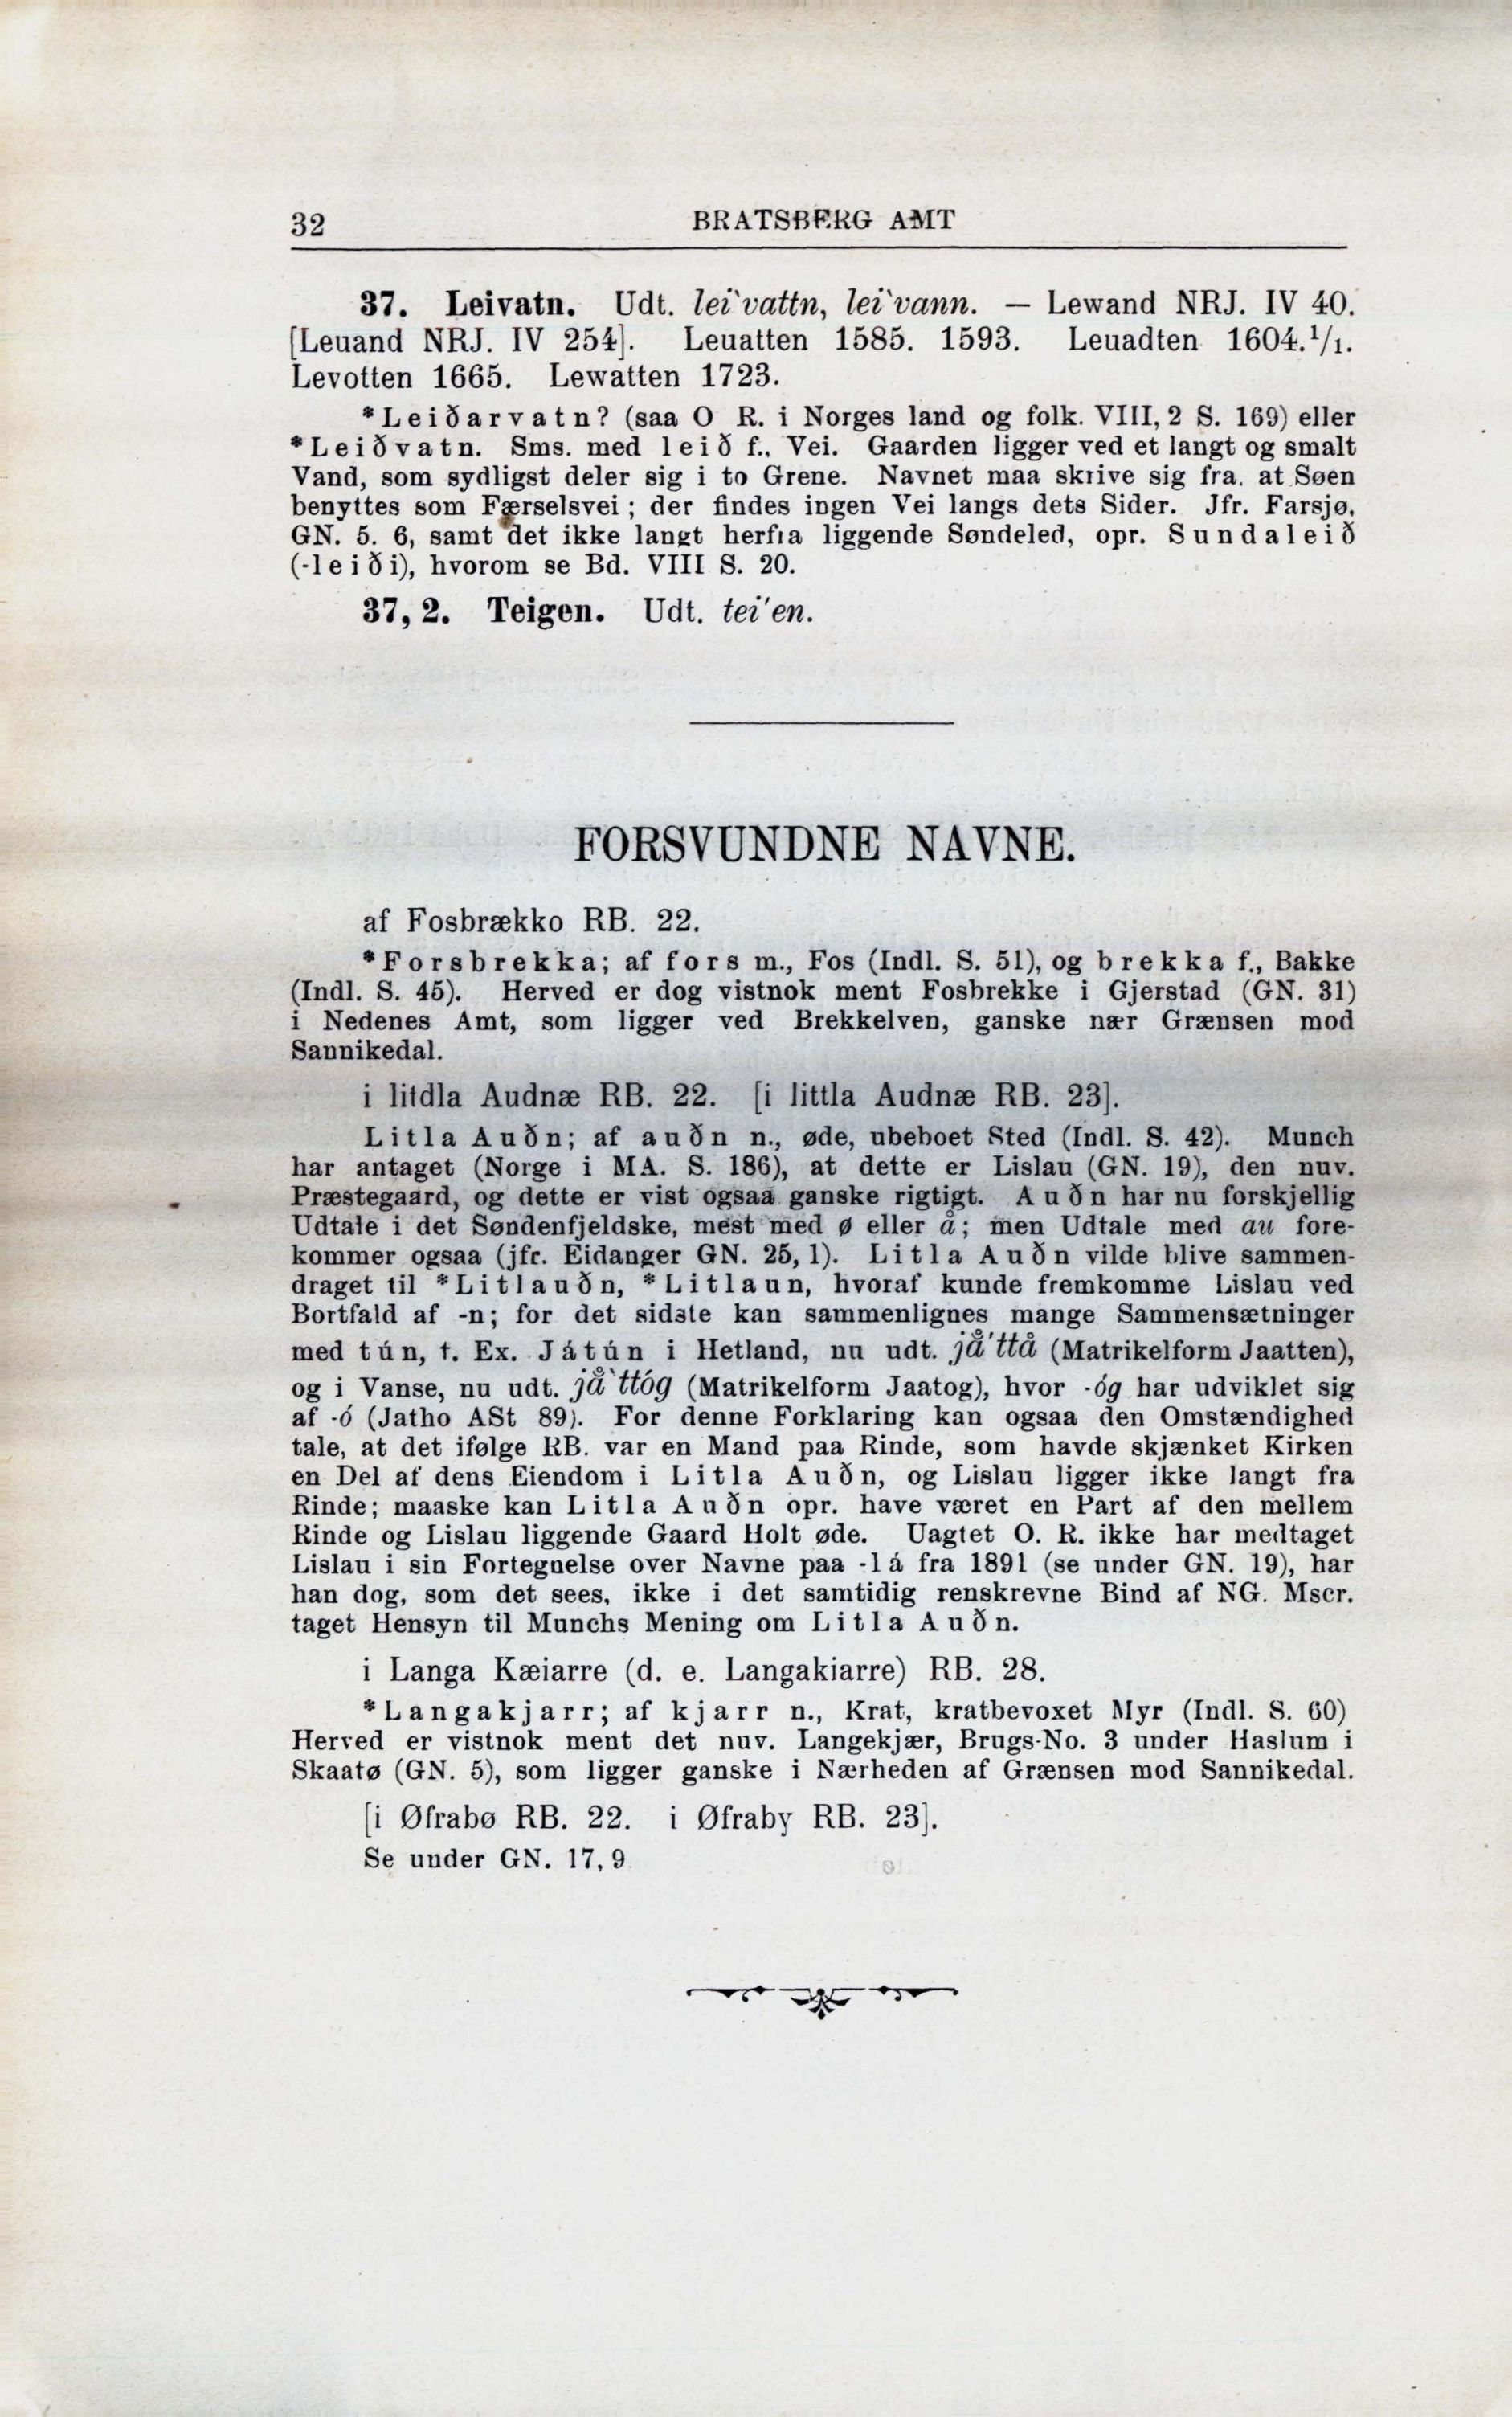 32 BRATSBERG AMT
37. Leivatn. Udt. lei`vattn, lei`vann. — Lewand NRJ. IV 40.
[Leuand NRJ. IV 254]. Leuatten 1585. 1593. Leuadten 1604. 1/1.
Levotten 1665. Lewatten 1723.
*Leiðarvatn? (saa O R. i Norges land og folk. VIII, 2 S. 169) eller
*Leiðvatn. Sms. med leið f., Vei. Gaarden ligger ved et langt og smalt
Vand, som sydligst deler sig i to Grene. Navnet maa skrive sig fra, at Søen
benyttes som Færselsvei; der findes ingen Vei langs dets Sider. Jfr. Farsjø,
GN. 5. 6, samt det ikke langt herfra liggende Søndeled, opr. Sundaleið
(-leiði), hvorom se Bd. VIII S. 20.
37, 2. Teigen. Udt. tei'en.
FORSVUNDNE NAVNE.
af Fosbrækko RB. 22.
*Forsbrekka; af fors m., Fos (Indl. S. 51), og brekka f., Bakke
(Indl. S. 45). Herved er dog vistnok ment Fosbrekke i Gjerstad (GN. 31)
i Nedenes Amt, som ligger ved Brekkelven, ganske nær Grænsen mod
Sannikedal.
i litdla Audnæ RB. 22. [i littla Audnæ RB. 23].
Litla Auðn; af auðn n., øde, ubeboet Sted (Indl. S. 42). Munch
har antaget (Norge i MA. S. 186), at dette er Lislau (GN. 19), den nuv.
Præstegaard, og dette er vist ogsaa ganske rigtigt. Auðn har nu forskjellig
Udtale i det Søndenfjeldske, mest med ø eller å; men Udtale med au fore-
kommer ogsaa (jfr. Eidanger GN. 25, 1). Litla Auðn vilde blive sammen-
draget til *Litlauðn, *Litlaun, hvoraf kunde fremkomme Lislau ved
Bortfald af -n; for det sidste kan sammenlignes mange Sammensætninger
med tún, t. Ex. Játún i Hetland, nu udt. jå'ttå (Matrikelform Jaatten),
og i Vanse, nu udt. jå`ttóg (Matrikelform Jaatog), hvor -óg har udviklet sig
af -ó (Jatho ASt 89). For denne Forklaring kan ogsaa den Omstændighed
tale, at det ifølge RB. var en Mand paa Rinde, som havde skjænket Kirken
en Del af dens Eiendom i Litla Auðn, og Lislau ligger ikke langt fra
Rinde; maaske kan Litla Auðn opr. have været en Part af den mellem
Rinde og Lislau liggende Gaard Holt øde. Uagtet O. R. ikke har medtaget
Lislau i sin Fortegnelse over Navne paa -lá fra 1891 (se under GN. 19), har
han dog, som det sees, ikke i det samtidig renskrevne Bind af NG. Mscr.
taget Hensyn til Munchs Mening om Litla Auðn.
i Langa Kæiarre (d. e. Langakiarre) RB. 28.
*Langakjarr; af kjarr n., Krat, kratbevoxet Myr (Indl. S. 60)
Herved er vistnok ment det nuv. Langekjær, Brugs-No. 3 under Haslum i
Skaatø (GN. 5), som ligger ganske i Nærheden af Grænsen mod Sannikedal.
[i Øfrabø RB. 22. i Øfraby RB. 23].
Se under GN. 17, 9